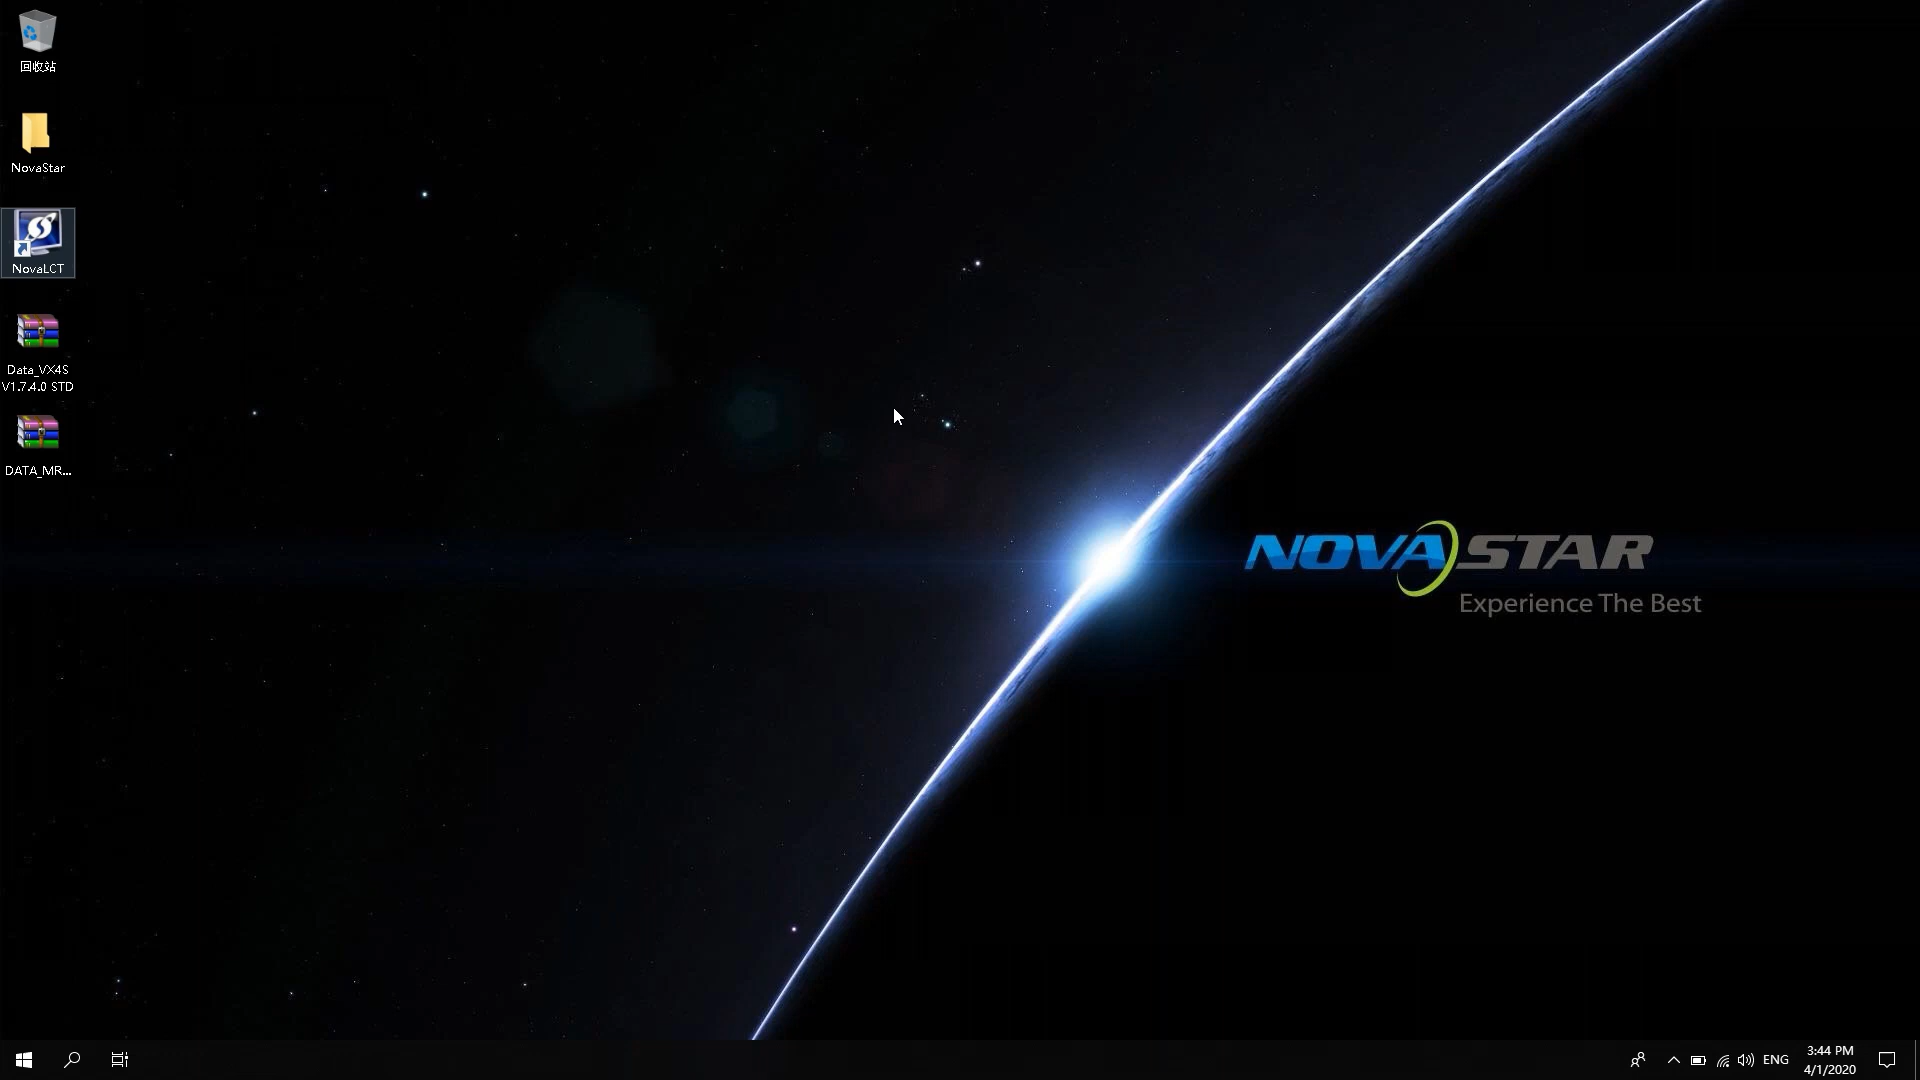 回收站
NovaStar
NovaLCT
Data_VX4S
V1.7.4.0 STD
DATA_MR...
NOVASTAR
Experience The Best
ENG
3:44 PM
4/1/2020